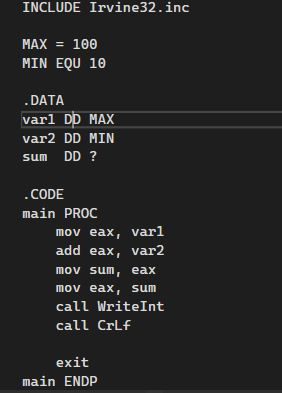 INCLUDE Irvine32.inc
MAX = 100
MIN EQU 10
.DATA
var1 DD MAX
var2 DD MIN
sum  DD ?
.CODE
main PROC
    mov eax, var1
    add eax, var2
    mov sum, eax
    mov eax, sum
    call WriteInt
    call CrLf
    exit
main ENDP